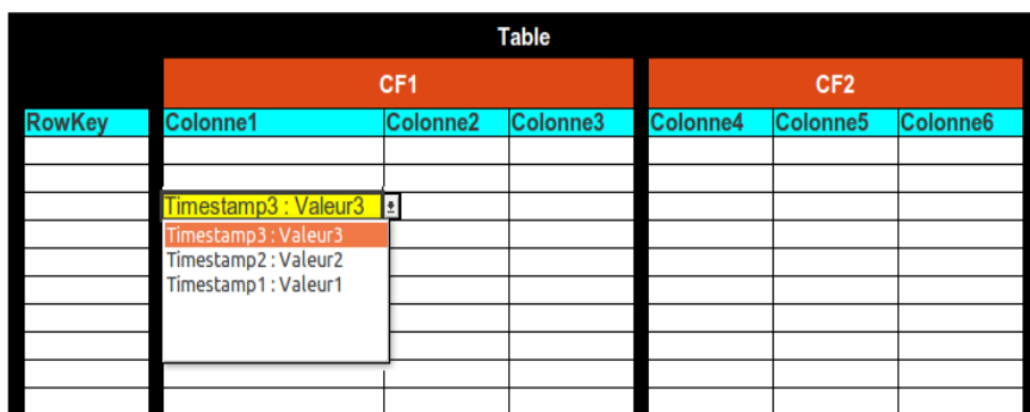 Table
CF1 CF2
RowKey Colonne1 Colonne2 Colonne3 Colonne4 Colonne5 Colonne6
Timestamp3 : Valeur3
Timestamp3 : Valeur3
Timestamp2 : Valeur2
Timestamp1 : Valeur1